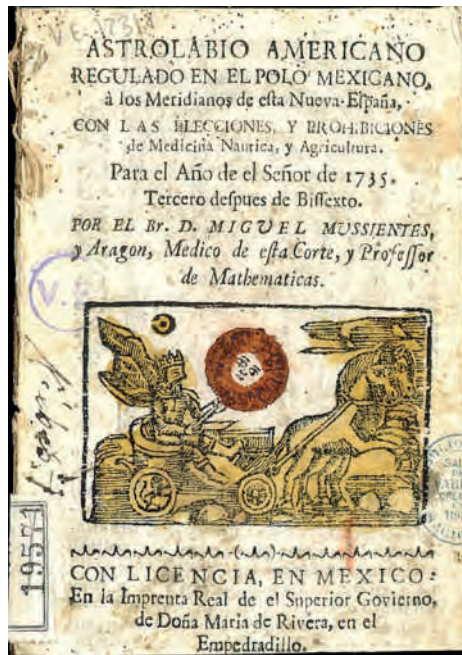 V.E-1731
ASTROLABIO AMERICANO
REGULADO EN EL POLO MEXICANO,
à los Meridianos de esta Nueva-España,
CON LAS ELECCIONES, Y PROHIBICIONES
de Medicina Nautica, y Agricultura.
Para el Año de el Señor de 1735.
Tercero despues de Bissexto.
POR EL Br. D. MIGVEL MUSSIENTES,
y Aragon, Medico de esta Corte, y Professor
de Mathematicas.
19571
CON LICENCIA, EN MEXICO:
En la Imprenta Real de el Superior Govierno,
de Doña Maria de Rivera, en el
Empedradillo.